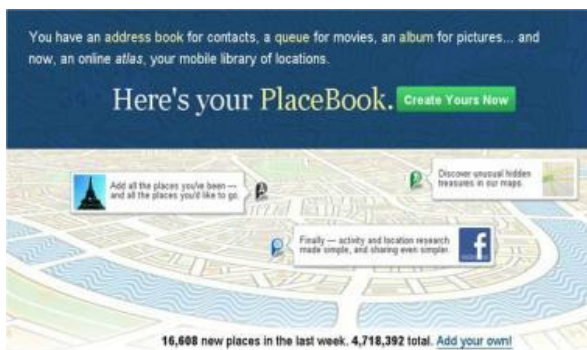 You have an address book for contacts, a queue for movies, an album for pictures... and
now, an online atlas, your mobile library of locations.
Here's your PlaceBook. Create Yours Now
Add all the places you've been —
and all the places you'd like to go.
Discover unusual hidden
treasures in our maps.
Finally — activity and location research
made simple, and sharing even simpler.
16,608 new places in the last week. 4,718,392 total. Add your own!